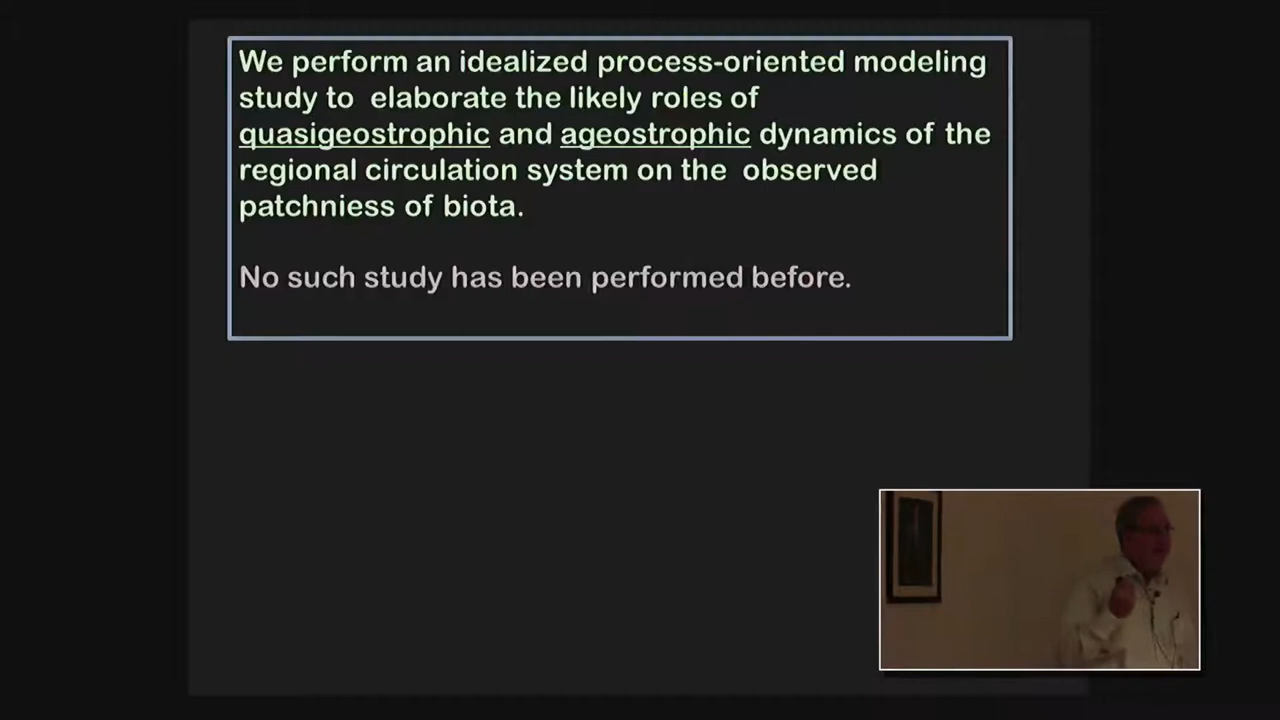 We perform an idealized process-oriented modeling
study to elaborate the likely roles of
quasigeostrophic and ageostrophic dynamics of the
regional circulation system on the observed
patchniess of biota.
No such study has been performed before.